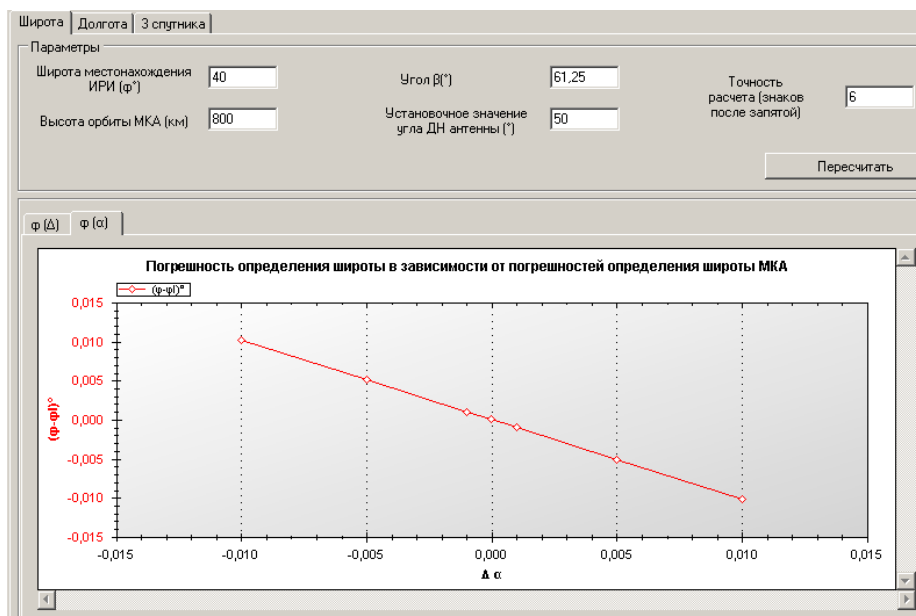 Широта Долгота 3 спутника
Параметры
Широта местонахождения ИРИ (φ°) 40
Угол β(°) 61,25
Точность расчета (знаков после запятой) 6
Высота орбиты МКА (км) 800
Установочное значение угла ДН антенны (°) 50
Пересчитать
φ (Δ) φ (α)
Погрешность определения широты в зависимости от погрешностей определения широты МКА
(φ-φl)°
0,015
0,010
0,005
0,000
-0,005
-0,010
-0,015
(φ-φl)°
-0,015 -0,010 -0,005 0,000 0,005 0,010 0,015
Δ α